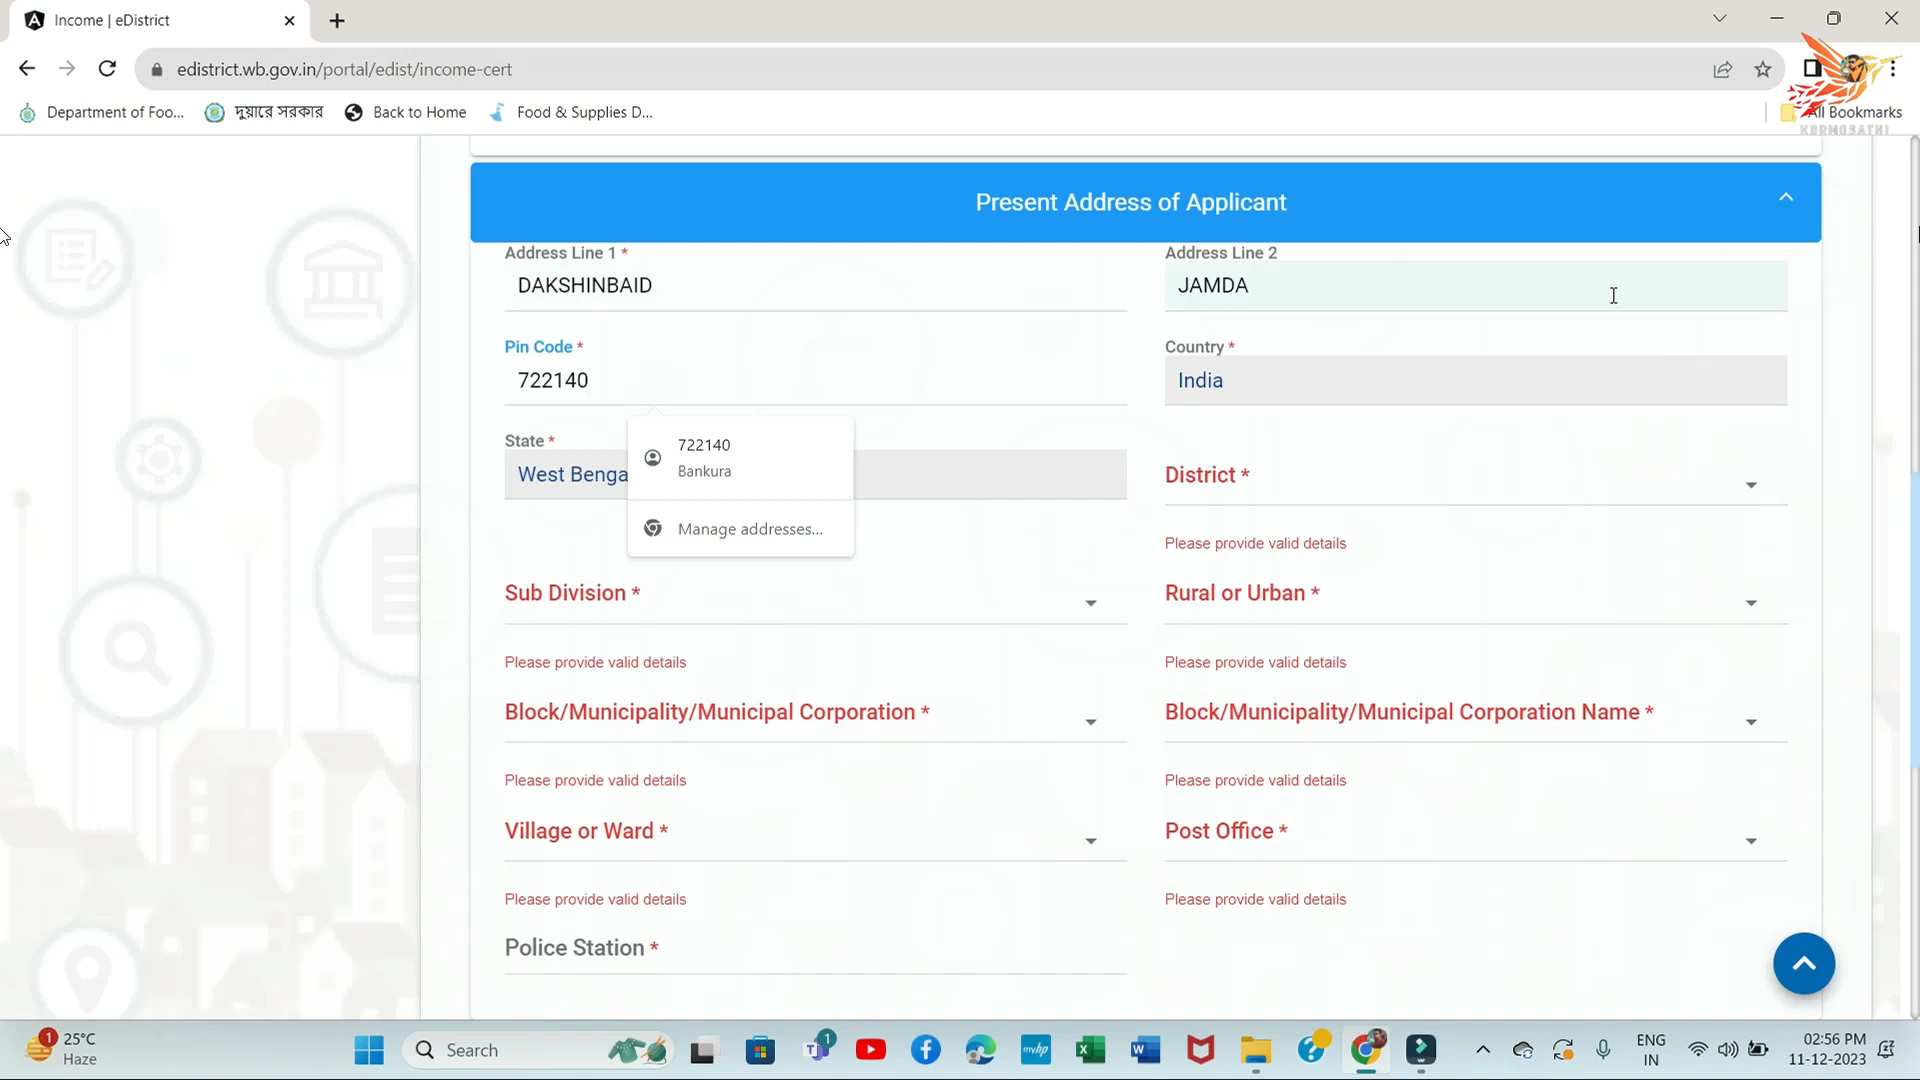 Income | eDistrict
edistrict.wb.gov.in/portal/edist/income-cert
Department of Foo...
দুয়ারে সরকার
Back to Home
Food & Supplies D...
All Bookmarks
KORMOSATHI
Present Address of Applicant
Address Line 1 *
Address Line 2
DAKSHINBAID
JAMDA
Pin Code *
Country *
722140
India
State *
722140
Bankura
West Benga
District *
Manage addresses...
Please provide valid details
Sub Division *
Rural or Urban *
Please provide valid details
Please provide valid details
Block/Municipality/Municipal Corporation *
Block/Municipality/Municipal Corporation Name *
Please provide valid details
Please provide valid details
Village or Ward *
Post Office *
Please provide valid details
Please provide valid details
Police Station *
1
25°C
Haze
Search
1
mvhp
ENG
IN
02:56 PM
11-12-2023